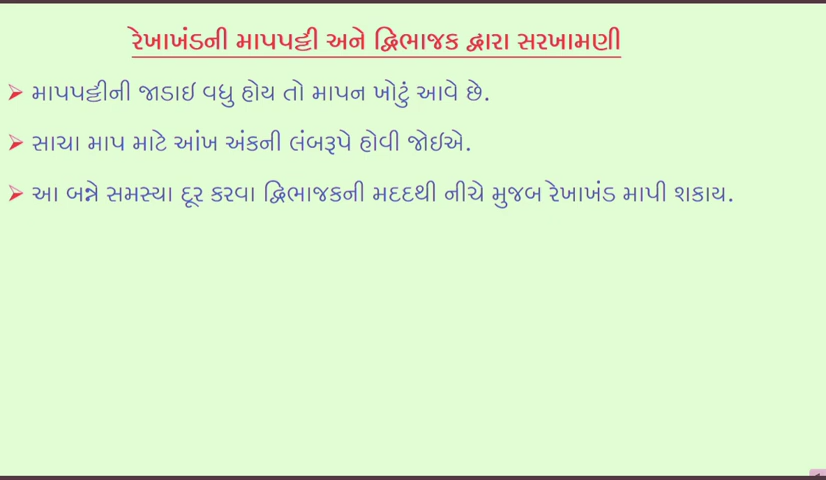 રેખાખંડની માપપટ્ટી અને દ્વિભાજક દ્વારા સરખામણી
➤ માપપટ્ટીની જાડાઈ વધુ હોય તો માપન ખોટું આવે છે.
➤ સાચા માપ માટે આંખ અંકની લંબરૂપે હોવી જોઈએ.
➤ આ બન્ને સમસ્યા દૂર કરવા દ્વિભાજકની મદદથી નીચે મુજબ રેખાખંડ માપી શકાય.